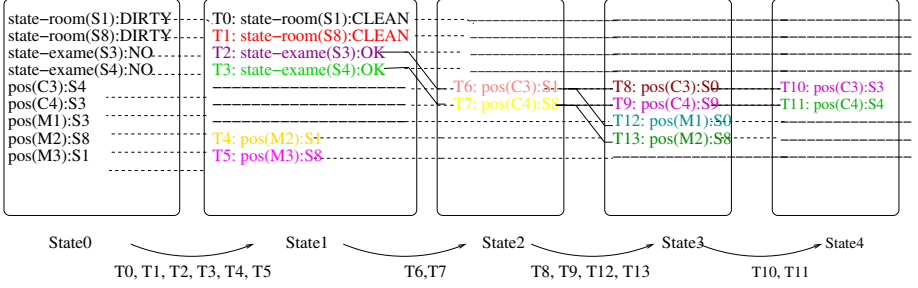 state-room(S1):DIRTY
state-room(S8):DIRTY
state-exame(S3):NO
state-exame(S4):NO
pos(C3):S4
pos(C4):S3
pos(M1):S3
pos(M2):S8
pos(M3):S1
T0: state-room(S1):CLEAN
T1: state-room(S8):CLEAN
T2: state-exame(S3):OK
T3: state-exame(S4):OK
T4: pos(M2):S1
T5: pos(M3):S8
T6: pos(C3):S1
T7: pos(C4):S8
T8: pos(C3):S0
T9: pos(C4):S9
T12: pos(M1):S0
T13: pos(M2):S8
T10: pos(C3):S3
T11: pos(C4):S4
State0
State1
State2
State3
State4
T0, T1, T2, T3, T4, T5
T6,T7
T8, T9, T12, T13
T10, T11